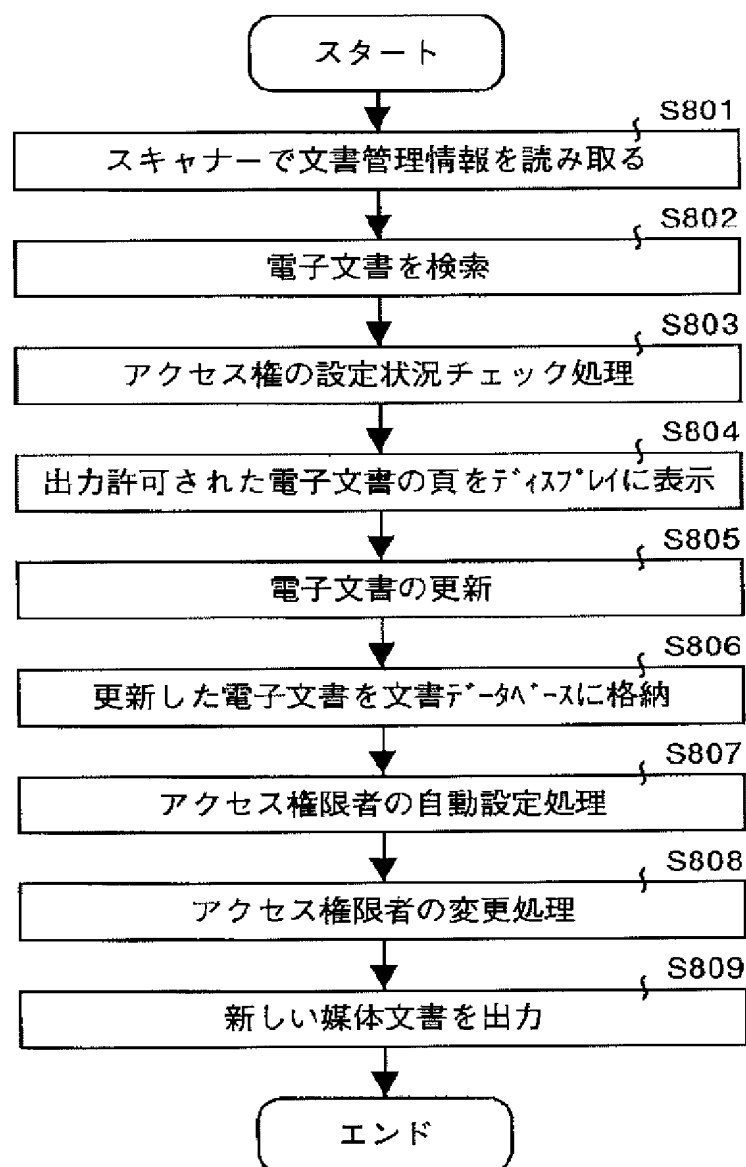 スタート
S801
スキャナーで文書管理情報を読み取る
S802
電子文書を検索
S803
アクセス権の設定状況チェック処理
S804
出力許可された電子文書の頁をﾃﾞｨｽﾌﾟﾚｲに表示
S805
電子文書の更新
S806
更新した電子文書を文書ﾃﾞｰﾀﾍﾞｰｽに格納
S807
アクセス権限者の自動設定処理
S808
アクセス権限者の変更処理
S809
新しい媒体文書を出力
エンド